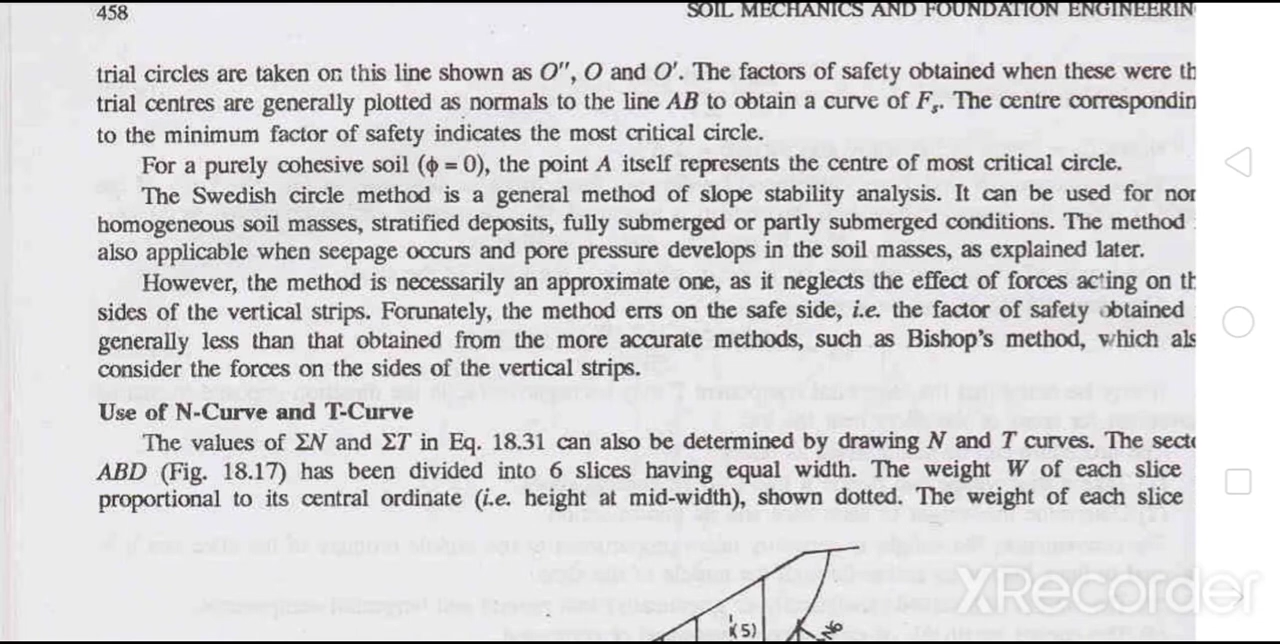 458
SOIL MECHANICS AND FOUNDATION ENGINEERIN
trial circles are taken on this line shown as O", O and O'. The factors of safety obtained when these were th
trial centres are generally plotted as normals to the line AB to obtain a curve of Fs. The centre correspondin
to the minimum factor of safety indicates the most critical circle.
For a purely cohesive soil (ϕ = 0), the point A itself represents the centre of most critical circle.
The Swedish circle method is a general method of slope stability analysis. It can be used for nor
homogeneous soil masses, stratified deposits, fully submerged or partly submerged conditions. The method
also applicable when seepage occurs and pore pressure develops in the soil masses, as explained later.
However, the method is necessarily an approximate one, as it neglects the effect of forces acting on th
sides of the vertical strips. Forunately, the method errs on the safe side, i.e. the factor of safety obtained
generally less than that obtained from the more accurate methods, such as Bishop's method, which als
consider the forces on the sides of the vertical strips.
Use of N-Curve and T-Curve
The values of ΣN and ΣT in Eq. 18.31 can also be determined by drawing N and T curves. The secto
ABD (Fig. 18.17) has been divided into 6 slices having equal width. The weight W of each slice
proportional to its central ordinate (i.e. height at mid-width), shown dotted. The weight of each slice
(5)
N6
XRecorder